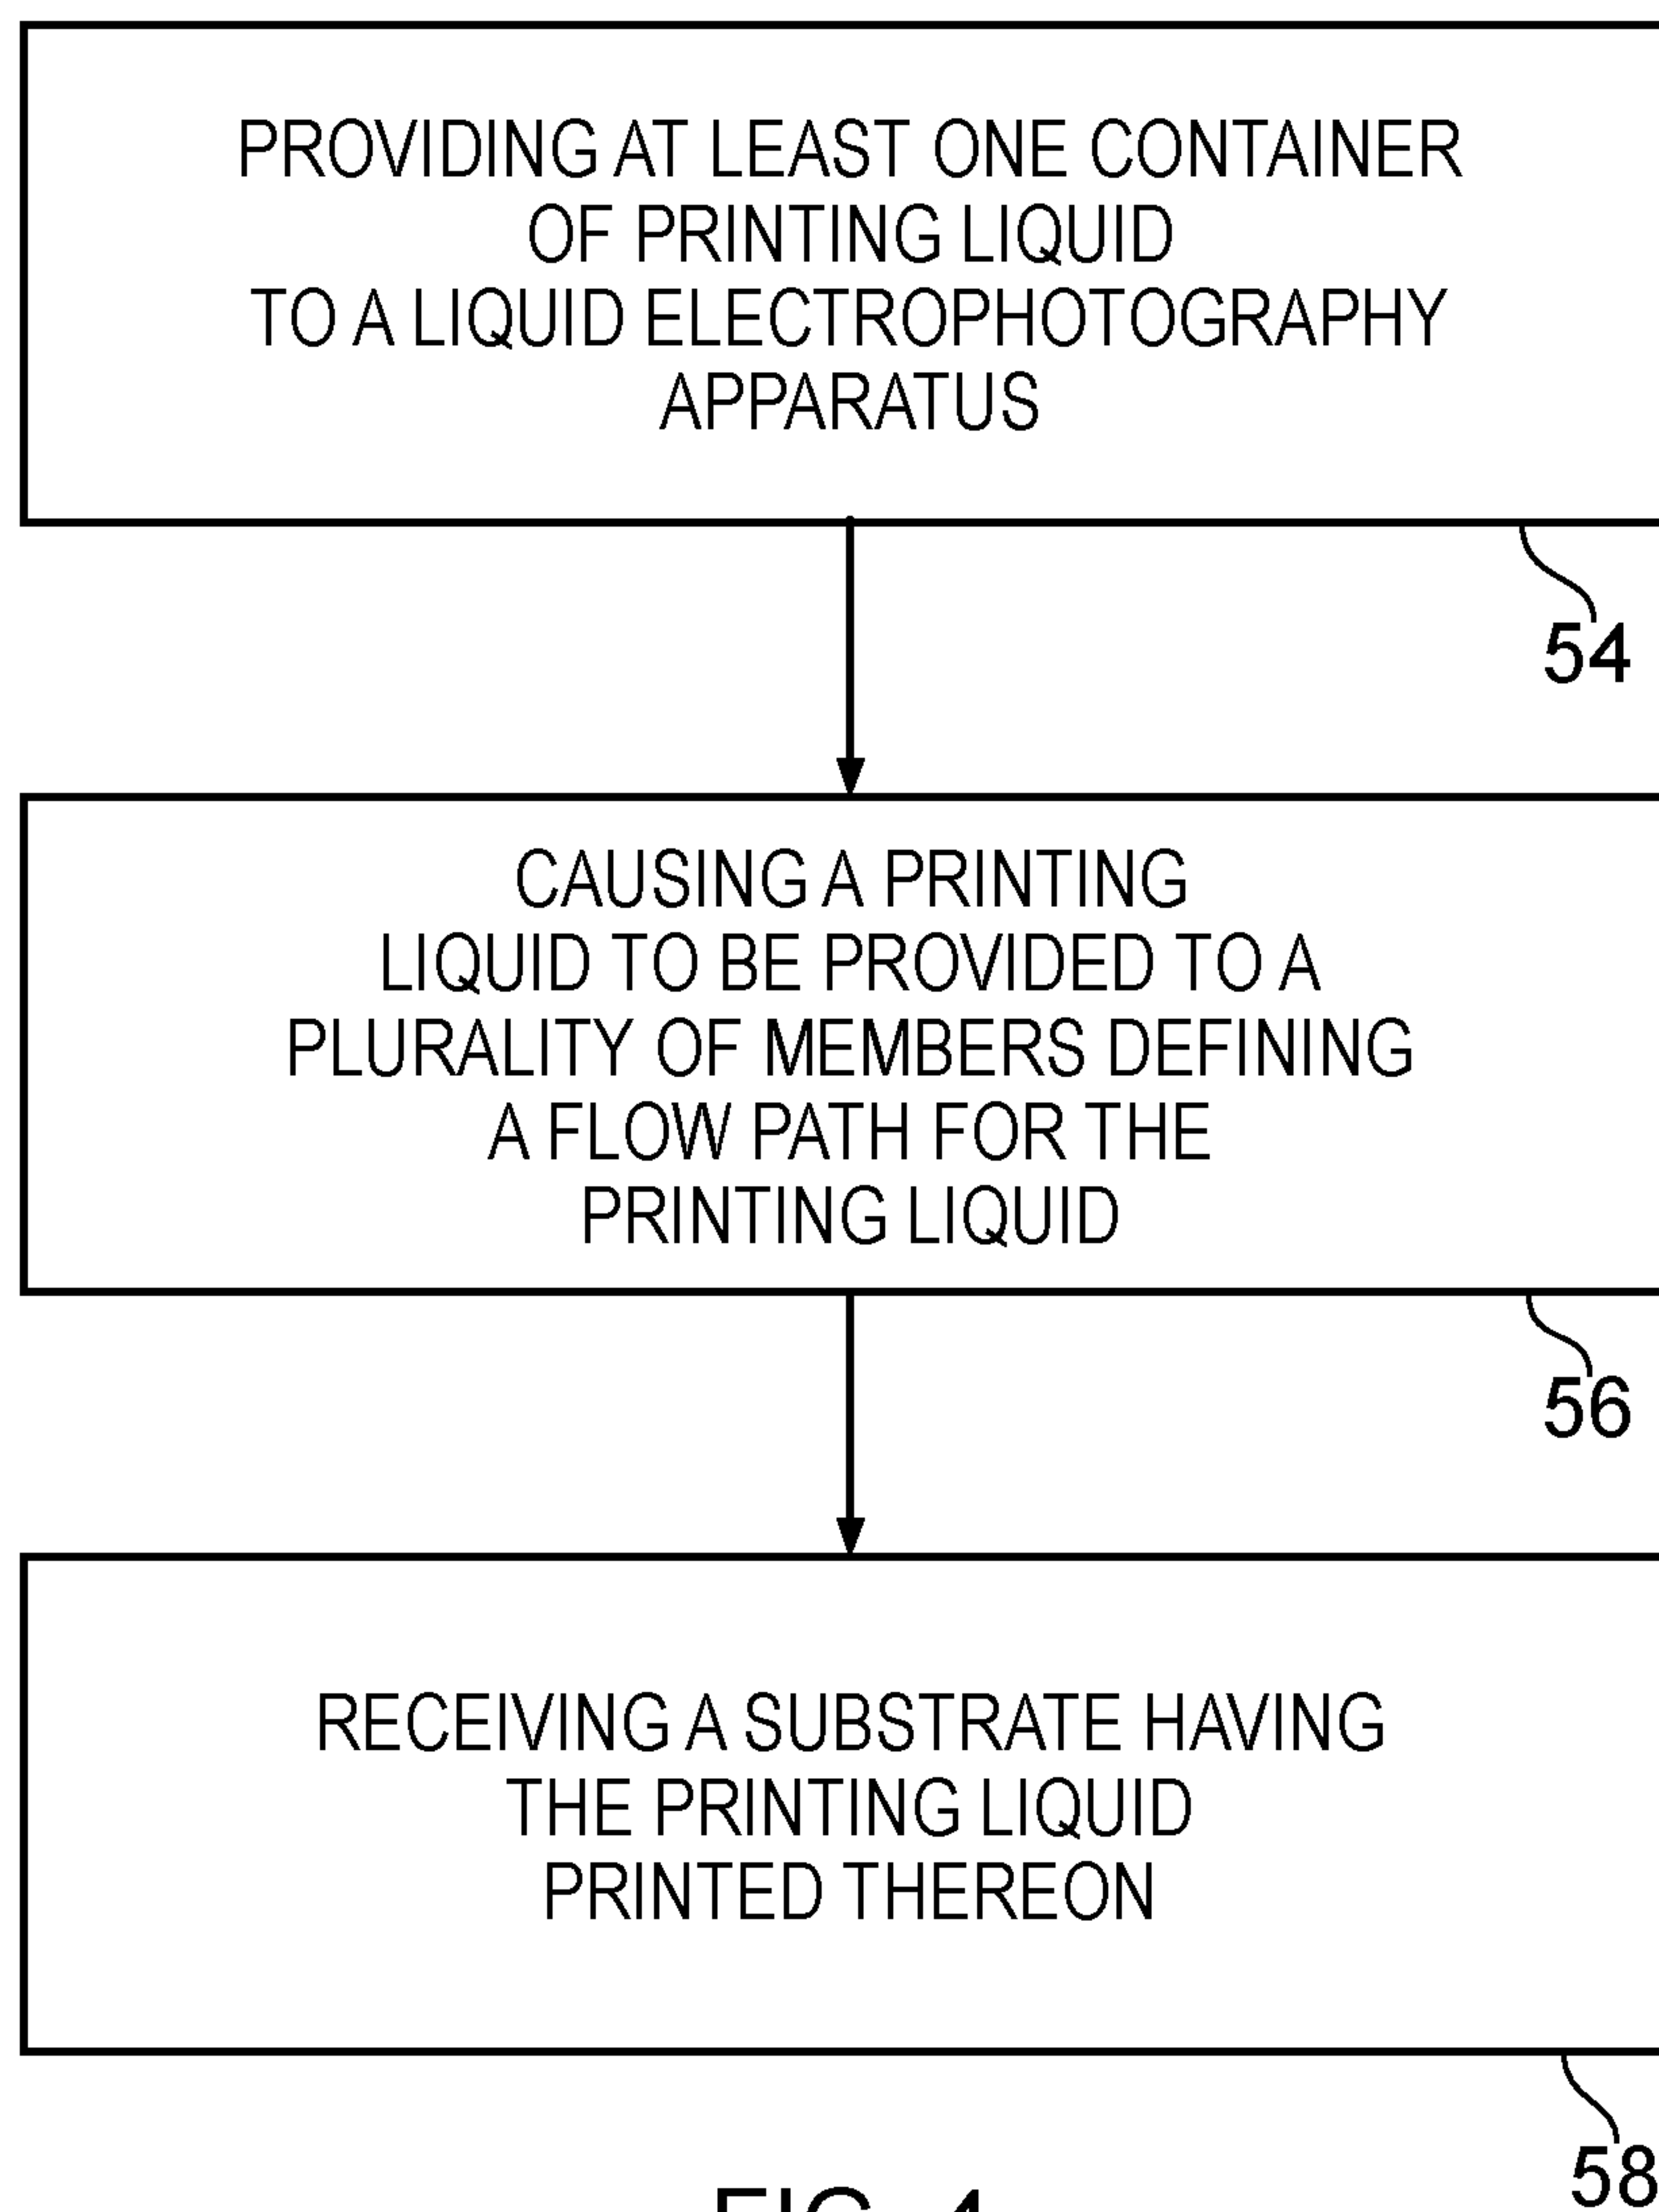 PROVIDING AT LEAST ONE CONTAINER
OF PRINTING LIQUID
TO A LIQUID ELECTROPHOTOGRAPHY
APPARATUS
54
CAUSING A PRINTING
LIQUID TO BE PROVIDED TO A
PLURALITY OF MEMBERS DEFINING
A FLOW PATH FOR THE
PRINTING LIQUID
56
RECEIVING A SUBSTRATE HAVING
THE PRINTING LIQUID
PRINTED THEREON
58
FIG. 4